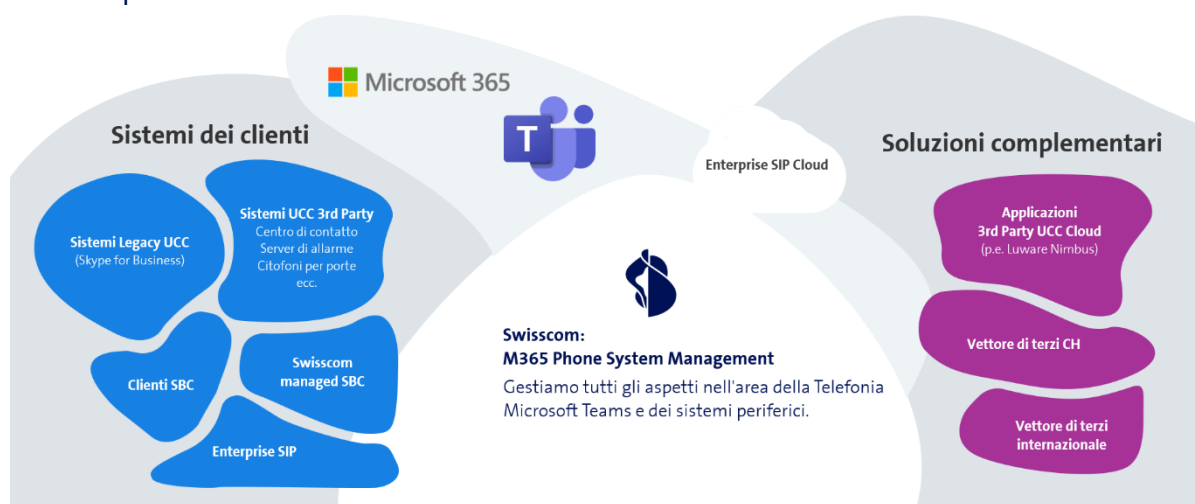 Microsoft 365
Sistemi dei clienti
T
Enterprise SIP Cloud
Soluzioni complementari
Sistemi Legacy UCC
(Skype for Business)
Sistemi UCC 3rd Party
Centro di contatto
Server di allarme
Citofoni per porte
ecc.
Clienti SBC
Swisscom
managed SBC
Enterprise SIP
Swisscom:
M365 Phone System Management
Gestiamo tutti gli aspetti nell'area della Telefonia
Microsoft Teams e dei sistemi periferici.
Applicazioni
3rd Party UCC Cloud
(p.e. Luware Nimbus)
Vettore di terzi CH
Vettore di terzi
internazionale